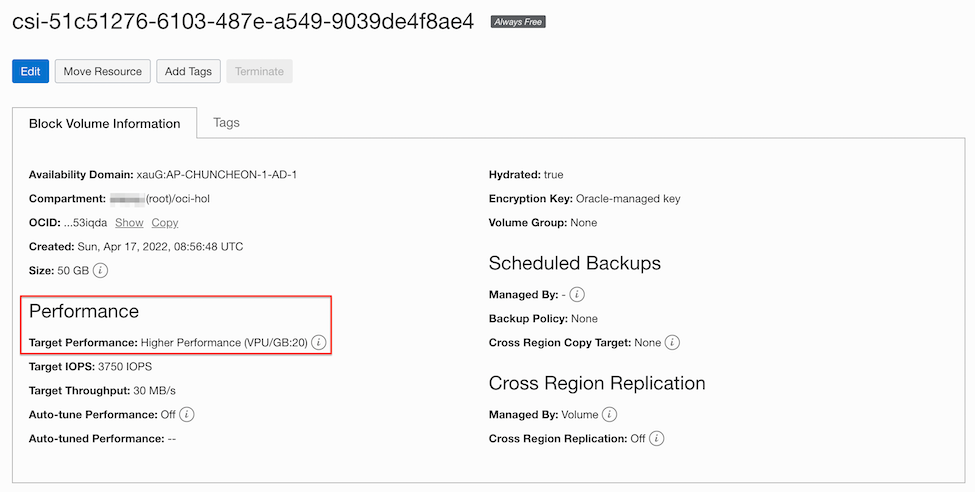 csi-51c51276-6103-487e-a549-9039de4f8ae4 Always Free
Edit Move Resource Add Tags Terminate
Block Volume Information Tags
Availability Domain: xauG:AP-CHUNCHEON-1-AD-1
Compartment: (root)/oci-hol
OCID: ...53iqda Show Copy
Created: Sun, Apr 17, 2022, 08:56:48 UTC
Size: 50 GB i
Performance
Target Performance: Higher Performance (VPU/GB:20) i
Target IOPS: 3750 IOPS
Target Throughput: 30 MB/s
Auto-tune Performance: Off i
Auto-tuned Performance: --
Hydrated: true
Encryption Key: Oracle-managed key
Volume Group: None
Scheduled Backups
Managed By: - i
Backup Policy: None
Cross Region Copy Target: None i
Cross Region Replication
Managed By: Volume i
Cross Region Replication: Off i